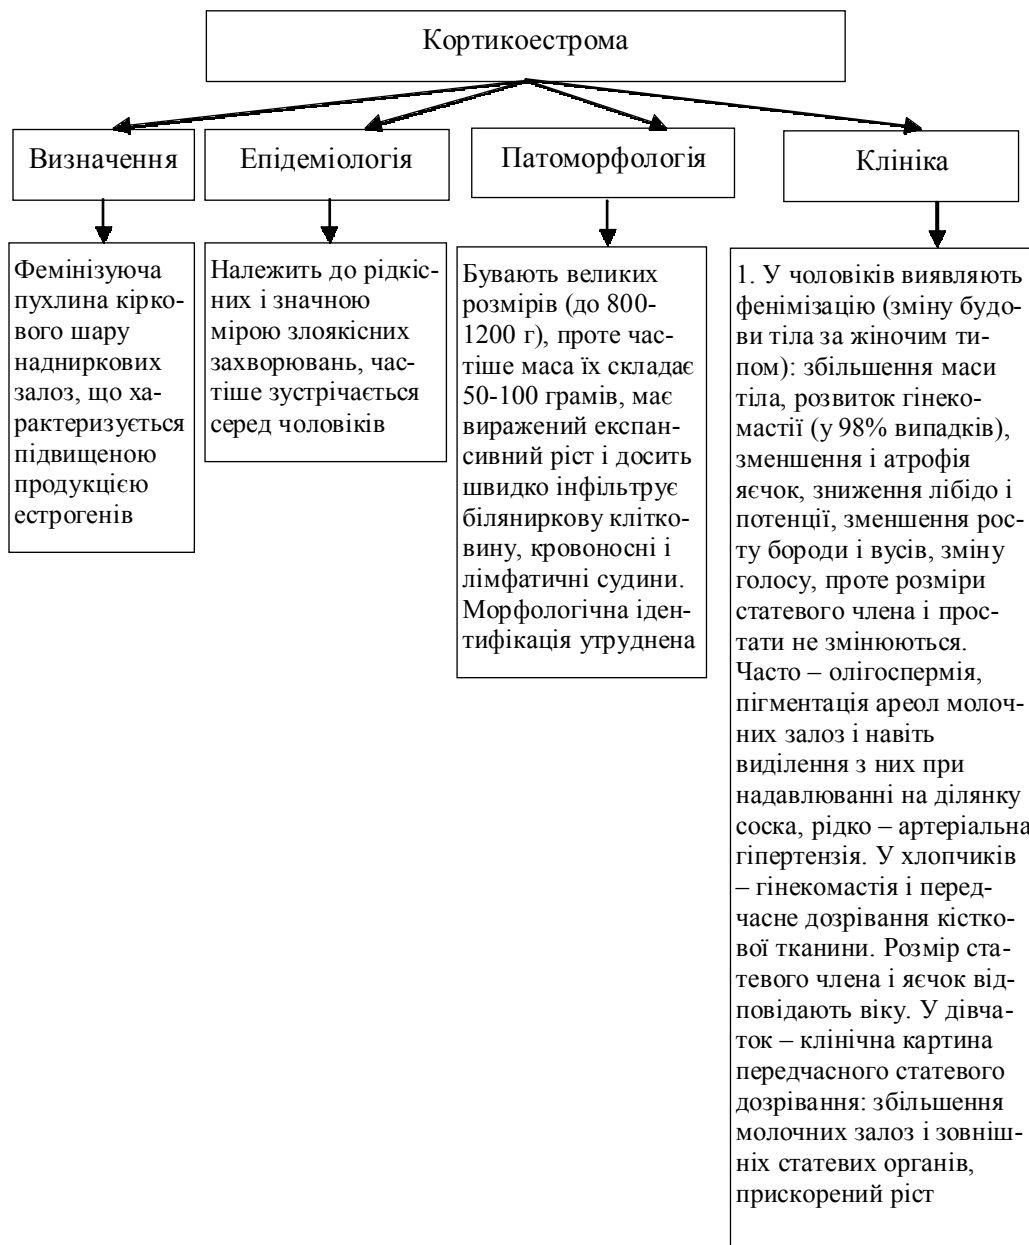 Кортикоестрома
Визначення
Епідеміологія
Патоморфологія
Клініка
Фемінізуюча
пухлина кірко-
вого шару
надниркових
залоз, що ха-
рактеризується
підвищеною
продукцією
естрогенів
Належить до рідкіс-
них і значною
мірою злоякісних
захворювань, час-
тіше зустрічається
серед чоловіків
Бувають великих
розмірів (до 800-
1200 г), проте час-
тіше маса їх складає
50-100 грамів, має
виражений експан-
сивний ріст і досить
швидко інфільтрує
біляниркову клітко-
вину, кровоносні і
лімфатичні судини.
Морфологічна іден-
тифікація утруднена
1. У чоловіків виявляють
фенімізацію (зміну будо-
ви тіла за жіночим ти-
пом): збільшення маси
тіла, розвиток гінеко-
мастії (у 98% випадків),
зменшення і атрофія
яєчок, зниження лібідо і
потенції, зменшення рос-
ту бороди і вусів, зміну
голосу, проте розміри
статевого члена і прос-
тати не змінюються.
Часто – олігоспермія,
пігментація ареол молоч-
них залоз і навіть
виділення з них при
надавлюванні на ділянку
соска, рідко – артеріальна
гіпертензія. У хлопчиків
– гінекомастія і перед-
часне дозрівання кістко-
вої тканини. Розмір ста-
тевого члена і яєчок від-
повідають віку. У дівча-
ток – клінічна картина
передчасного статевого
дозрівання: збільшення
молочних залоз і зовніш-
ніх статевих органів,
прискорений ріст